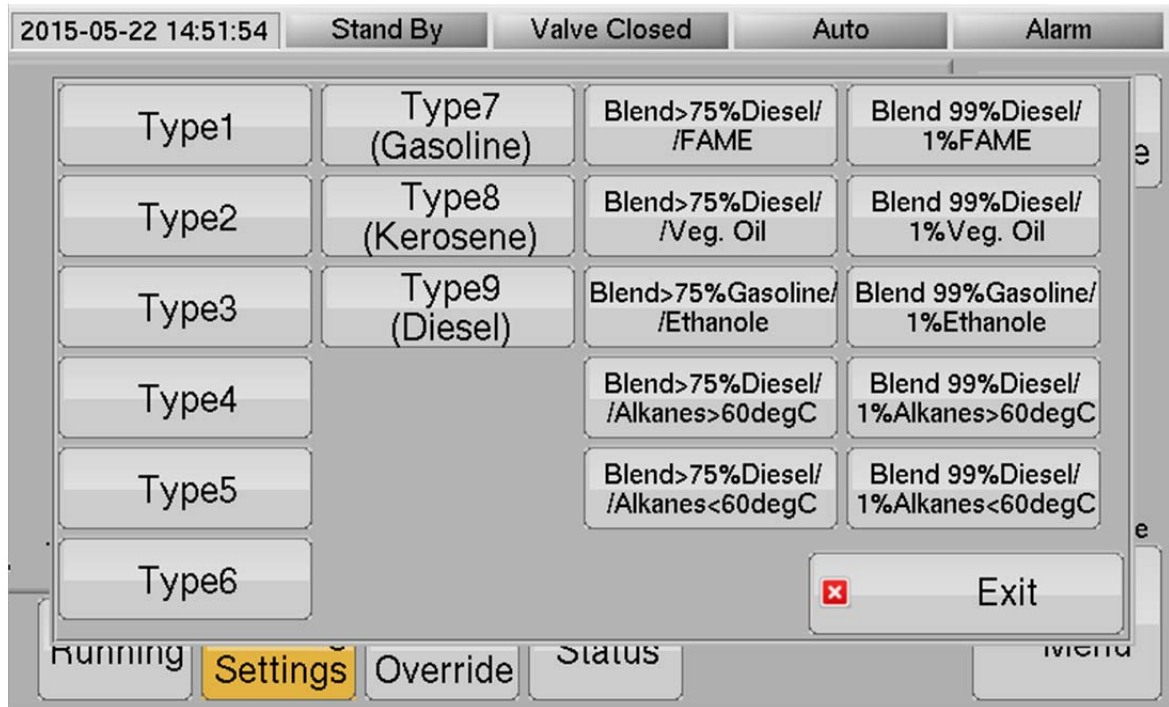 2015-05-22 14:51:54 Stand By Valve Closed Auto Alarm
Type1
Type7
(Gasoline)
Blend>75%Diesel/
/FAME
Blend 99%Diesel/
1%FAME
Type2
Type8
(Kerosene)
Blend>75%Diesel/
/Veg. Oil
Blend 99%Diesel/
1%Veg. Oil
Type3
Type9
(Diesel)
Blend>75%Gasoline/
/Ethanole
Blend 99%Gasoline/
1%Ethanole
Type4
Blend>75%Diesel/
/Alkanes>60degC
Blend 99%Diesel/
1%Alkanes>60degC
Type5
Blend>75%Diesel/
/Alkanes<60degC
Blend 99%Diesel/
1%Alkanes<60degC
Type6
Exit
Running
Settings
Override
Status
Menu